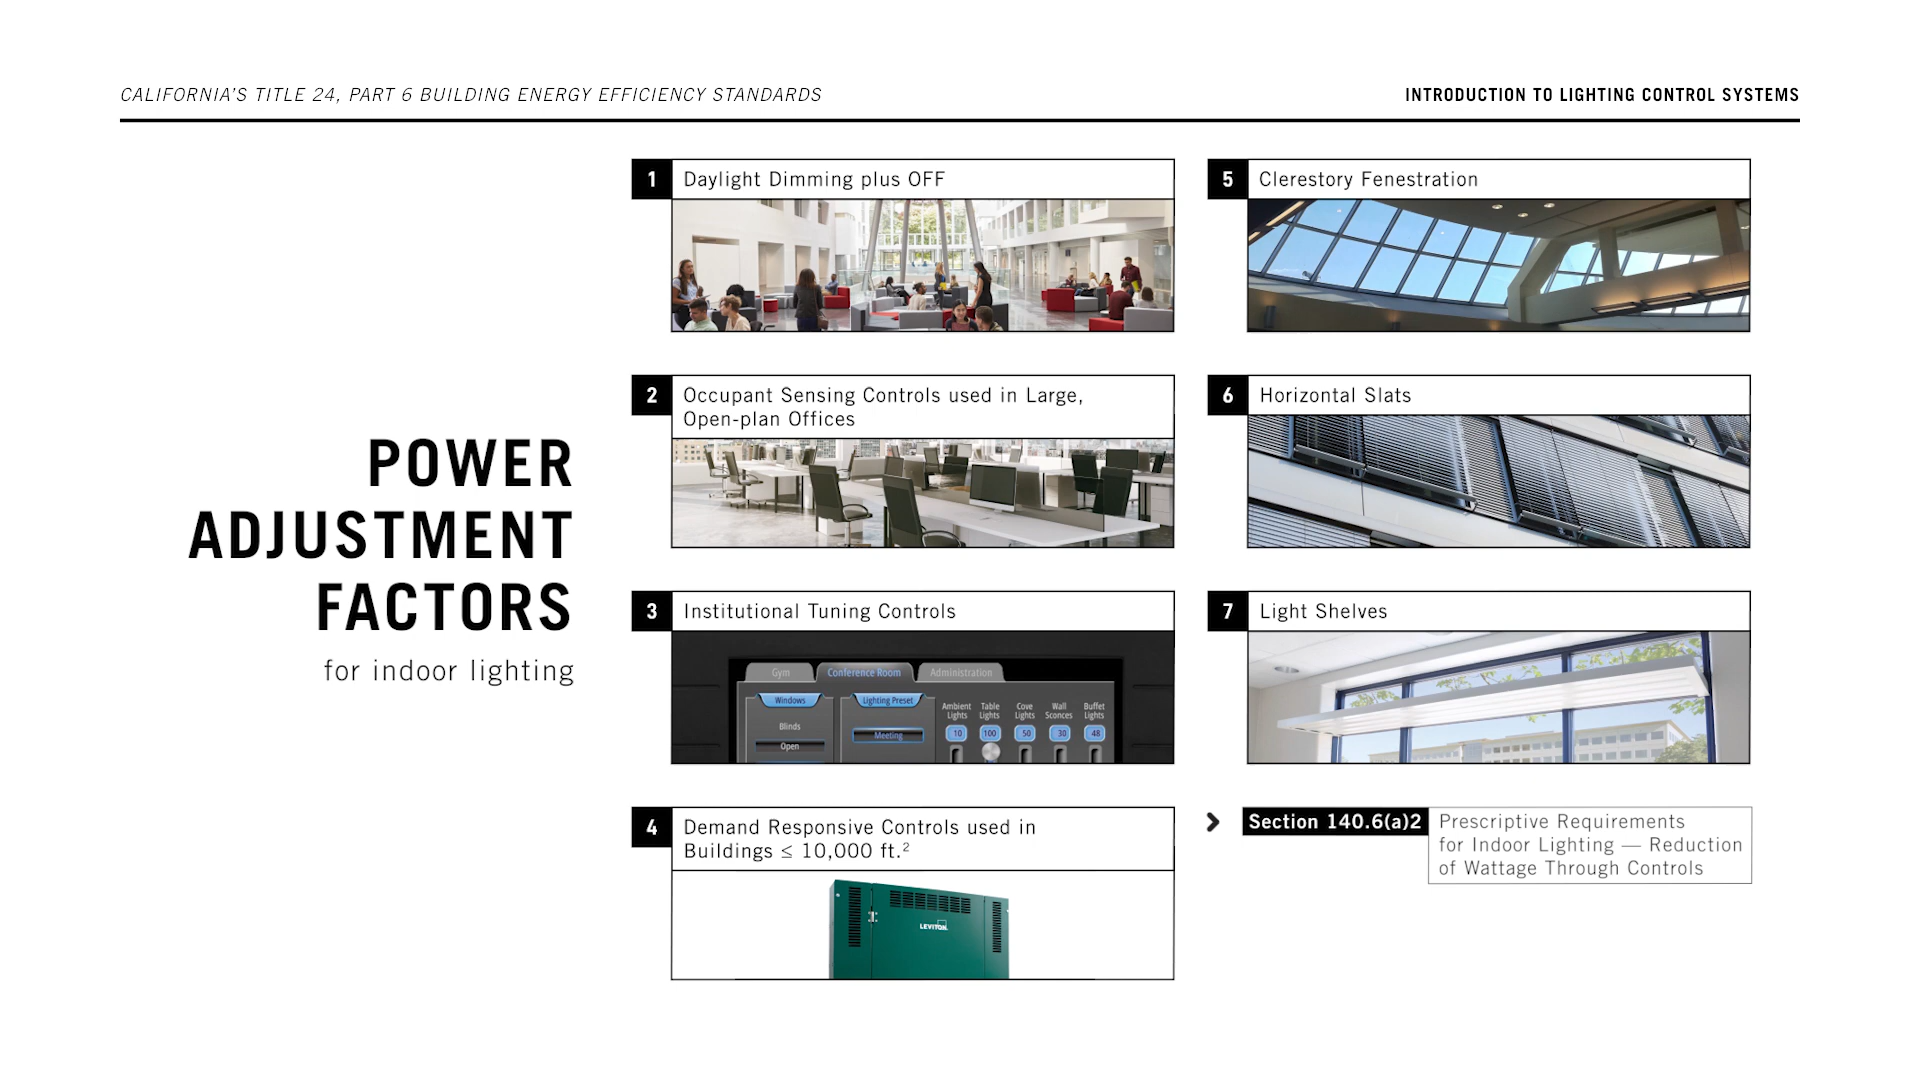 CALIFORNIA'S TITLE 24, PART 6 BUILDING ENERGY EFFICIENCY STANDARDS
INTRODUCTION TO LIGHTING CONTROL SYSTEMS
POWER
ADJUSTMENT
FACTORS
for indoor lighting
1 Daylight Dimming plus OFF
2 Occupant Sensing Controls used in Large,
Open-plan Offices
3 Institutional Tuning Controls
Gym Conference Room Administration
Windows Lighting Preset
Ambient Lights Table Lights Cove Lights Wall Sconces Buffet Lights
Blinds
Open
Meeting
10 100 50 30 48
4 Demand Responsive Controls used in
Buildings ≤ 10,000 ft.²
LEVITON
5 Clerestory Fenestration
6 Horizontal Slats
7 Light Shelves
Section 140.6(a)2 Prescriptive Requirements
for Indoor Lighting — Reduction
of Wattage Through Controls